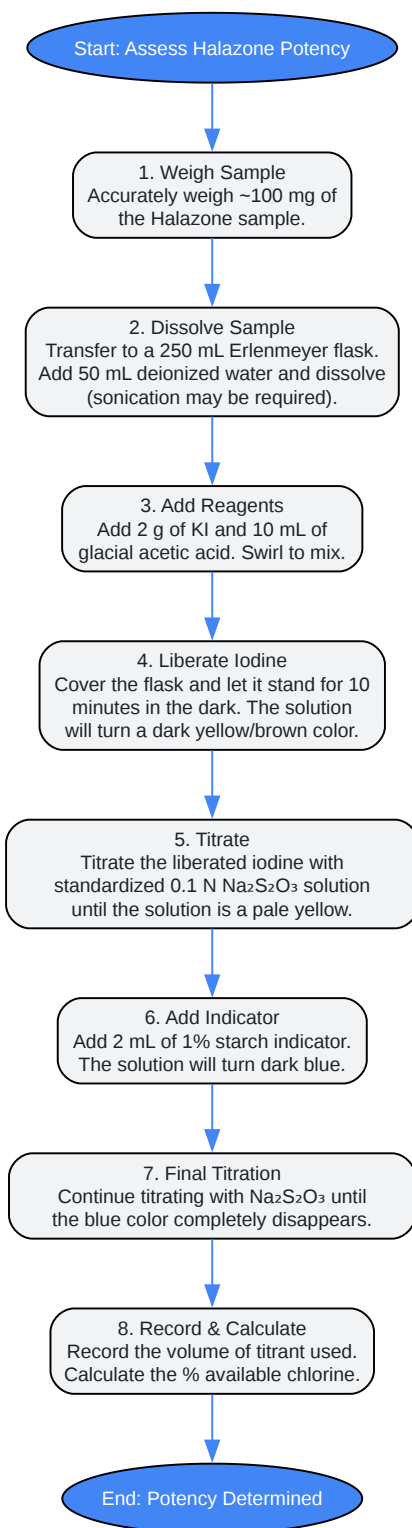 Start: Assess Halazone Potency
1. Weigh Sample
Accurately weigh ~100 mg of
the Halazone sample.
2. Dissolve Sample
Transfer to a 250 mL Erlenmeyer flask.
Add 50 mL deionized water and dissolve
(sonication may be required).
3. Add Reagents
Add 2 g of KI and 10 mL of
glacial acetic acid. Swirl to mix.
4. Liberate Iodine
Cover the flask and let it stand for 10
minutes in the dark. The solution
will turn a dark yellow/brown color.
5. Titrate
Titrate the liberated iodine with
standardized 0.1 N Na₂S₂O₃ solution
until the solution is a pale yellow.
6. Add Indicator
Add 2 mL of 1% starch indicator.
The solution will turn dark blue.
7. Final Titration
Continue titrating with Na₂S₂O₃ until
the blue color completely disappears.
8. Record & Calculate
Record the volume of titrant used.
Calculate the % available chlorine.
End: Potency Determined